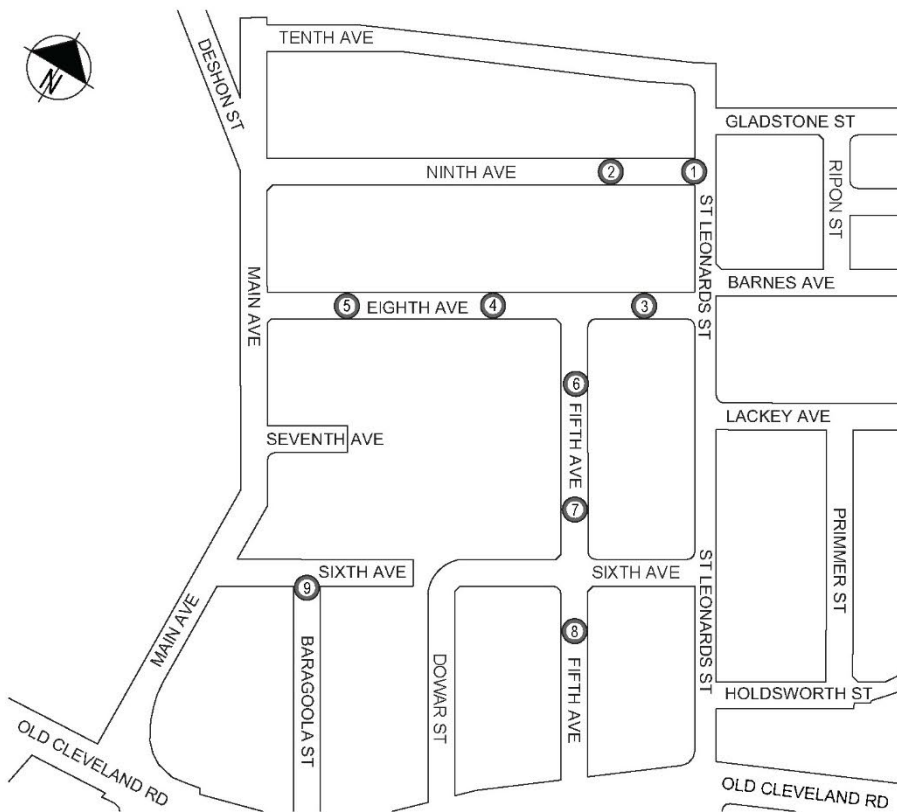 TENTH AVE
DESHON ST
N
GLADSTONE ST
NINTH AVE
2
1
RIPON ST
ST LEONARDS ST
MAIN AVE
BARNES AVE
5
EIGHTH AVE
4
3
6
FIFTH AVE
LACKEY AVE
SEVENTH AVE
7
PRIMMER ST
SIXTH AVE
SIXTH AVE
ST LEONARDS ST
9
MAIN AVE
BARAGOOLA ST
DOWAR ST
8
FIFTH AVE
HOLDSWORTH ST
OLD CLEVELAND RD
OLD CLEVELAND RD